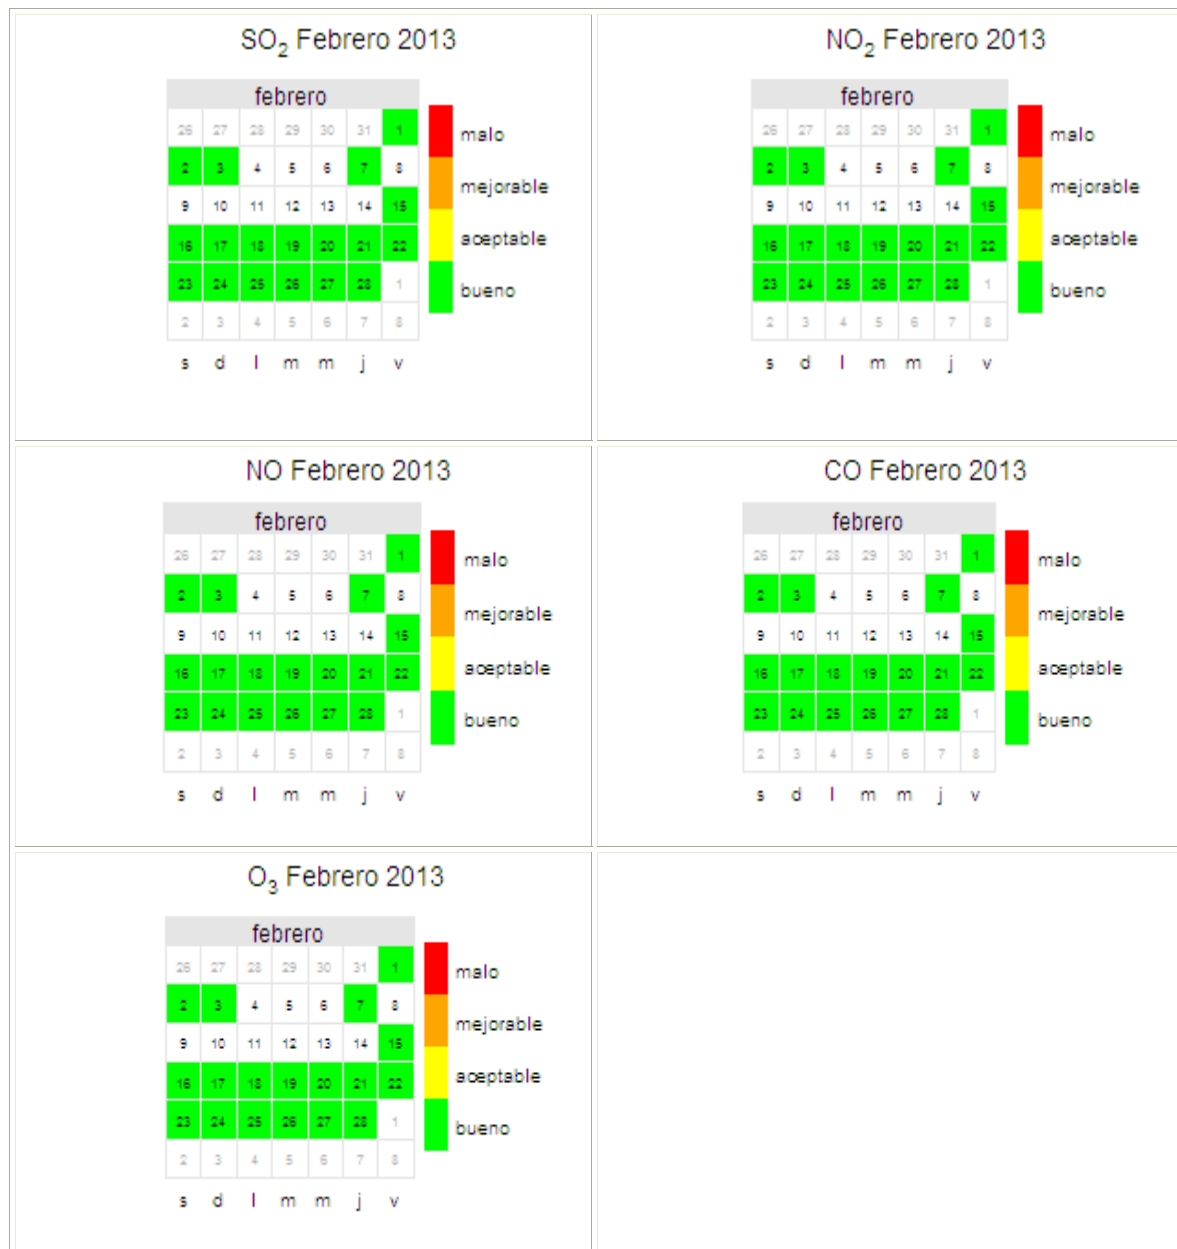 SO₂ Febrero 2013
febrero
26 27 28 29 30 31 1
2 3 4 5 6 7 8
9 10 11 12 13 14 15
16 17 18 19 20 21 22
23 24 25 26 27 28 1
2 3 4 5 6 7 8
s d l m m j v
malo
mejorable
aceptable
bueno
NO₂ Febrero 2013
febrero
26 27 28 29 30 31 1
2 3 4 5 6 7 8
9 10 11 12 13 14 15
16 17 18 19 20 21 22
23 24 25 26 27 28 1
2 3 4 5 6 7 8
s d l m m j v
malo
mejorable
aceptable
bueno
NO Febrero 2013
febrero
26 27 28 29 30 31 1
2 3 4 5 6 7 8
9 10 11 12 13 14 15
16 17 18 19 20 21 22
23 24 25 26 27 28 1
2 3 4 5 6 7 8
s d l m m j v
malo
mejorable
aceptable
bueno
CO Febrero 2013
febrero
26 27 28 29 30 31 1
2 3 4 5 6 7 8
9 10 11 12 13 14 15
16 17 18 19 20 21 22
23 24 25 26 27 28 1
2 3 4 5 6 7 8
s d l m m j v
malo
mejorable
aceptable
bueno
O₃ Febrero 2013
febrero
26 27 28 29 30 31 1
2 3 4 5 6 7 8
9 10 11 12 13 14 15
16 17 18 19 20 21 22
23 24 25 26 27 28 1
2 3 4 5 6 7 8
s d l m m j v
malo
mejorable
aceptable
bueno